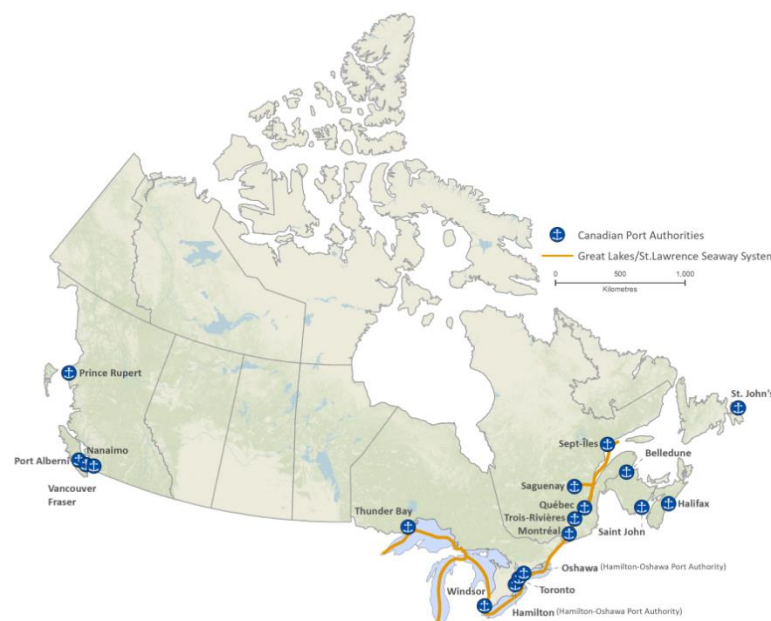 Canadian Port Authorities
Great Lakes/St.Lawrence Seaway System
0 500 1,000
Kilometres
Prince Rupert
St. John's
Sept-Îles
Nanaimo
Belledune
Port Alberni
Saguenay
Vancouver
Fraser
Québec
Halifax
Thunder Bay
Trois-Rivières
Montréal
Saint John
Oshawa (Hamilton-Oshawa Port Authority)
Windsor
Toronto
Hamilton (Hamilton-Oshawa Port Authority)